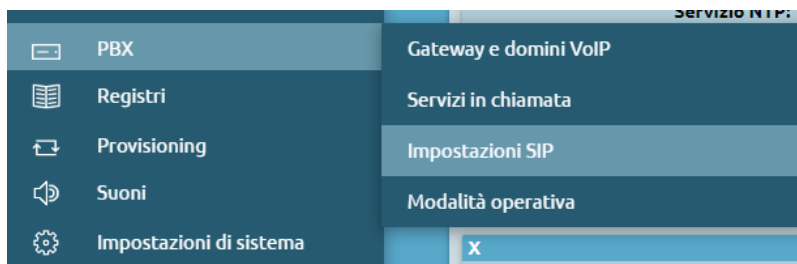 Servizio NTP:
PBX
Registri
Provisioning
Suoni
Impostazioni di sistema
Gateway e domini VoIP
Servizi in chiamata
Impostazioni SIP
Modalità operativa
X